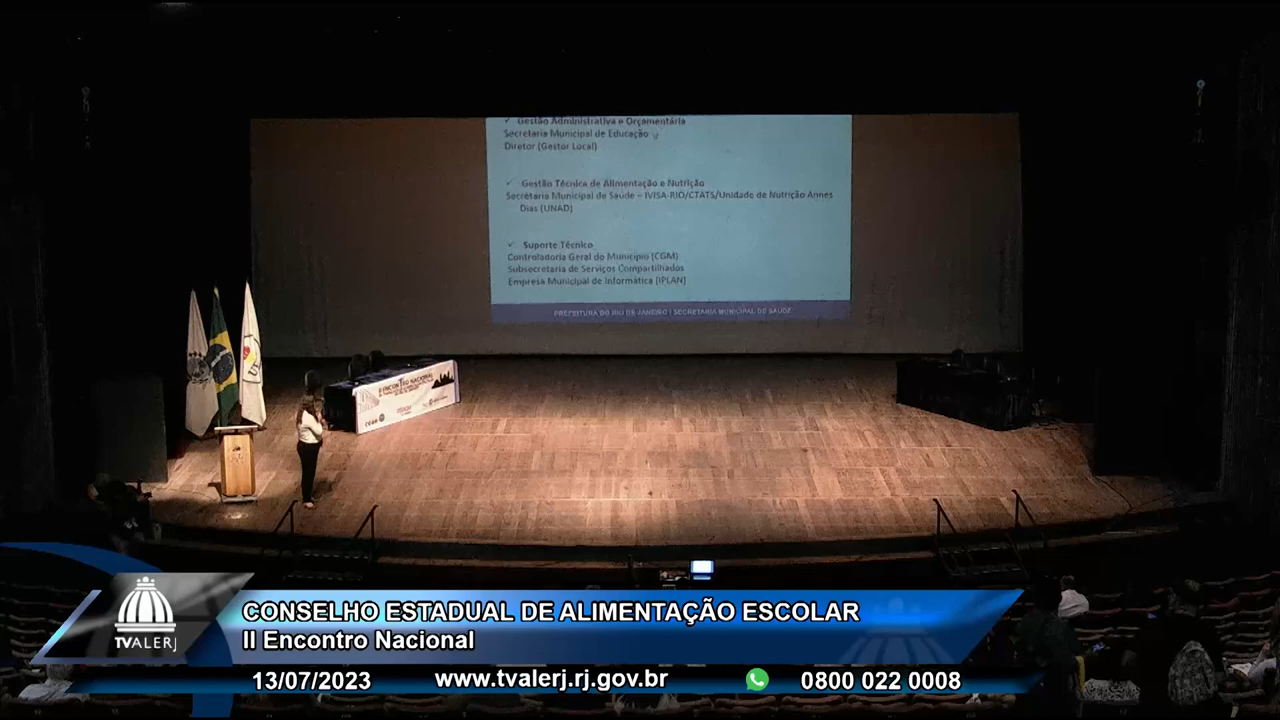 ✓ Gestão Administrativa e Orçamentária
Secretaria Municipal de Educação
Diretor (Gestor Local)
✓ Gestão Técnica de Alimentação e Nutrição
Secretaria Municipal de Saúde – IVISA-RIO/CTATS/Unidade de Nutrição Annes
Dias (UNAD)
✓ Suporte Técnico
Controladoria Geral do Município (CGM)
Subsecretaria de Serviços Compartilhados
Empresa Municipal de Informática (IPLAN)
PREFEITURA DO RIO DE JANEIRO | SECRETARIA MUNICIPAL DE SAÚDE
II ENCONTRO NACIONAL
TVALERJ
CONSELHO ESTADUAL DE ALIMENTAÇÃO ESCOLAR
II Encontro Nacional
13/07/2023 www.tvalerj.rj.gov.br 0800 022 0008